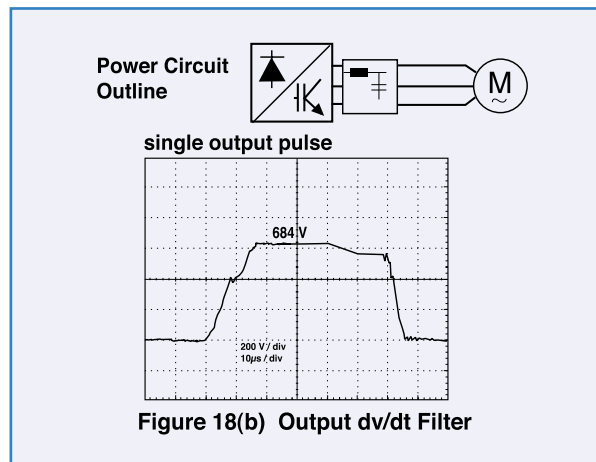 Power Circuit
Outline
M
~
single output pulse
684 V
200 V / div
10µs / div
Figure 18(b) Output dv/dt Filter